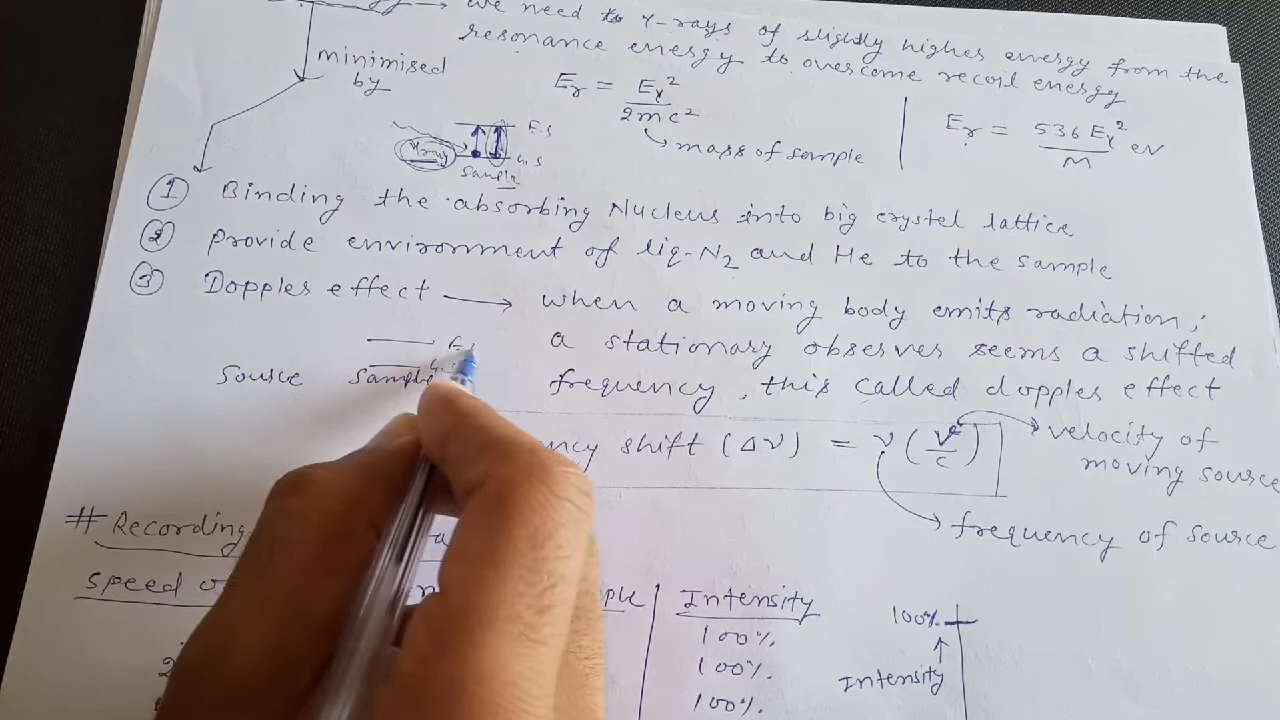 → we need to γ-rays of slightly higher energy from the
resonance energy to overcome recoil energy
minimised
by
Er = Eγ² / 2mc²
mass of sample
Er = 536 Eγ² / M ev
E.S
G.S
sample
① Binding the absorbing Nucleus into big crystel lattice
② provide environment of liq-N₂ and He to the sample
③ Doppler effect → when a moving body emits radiation,
a stationary observer seems a shifted
frequency, this called doppler effect
Source sample
shift (Δν) = ν (v/c)
velocity of
moving source
frequency of source
# Recording
speed
Intensity
100%
100%
100%
100%
Intensity